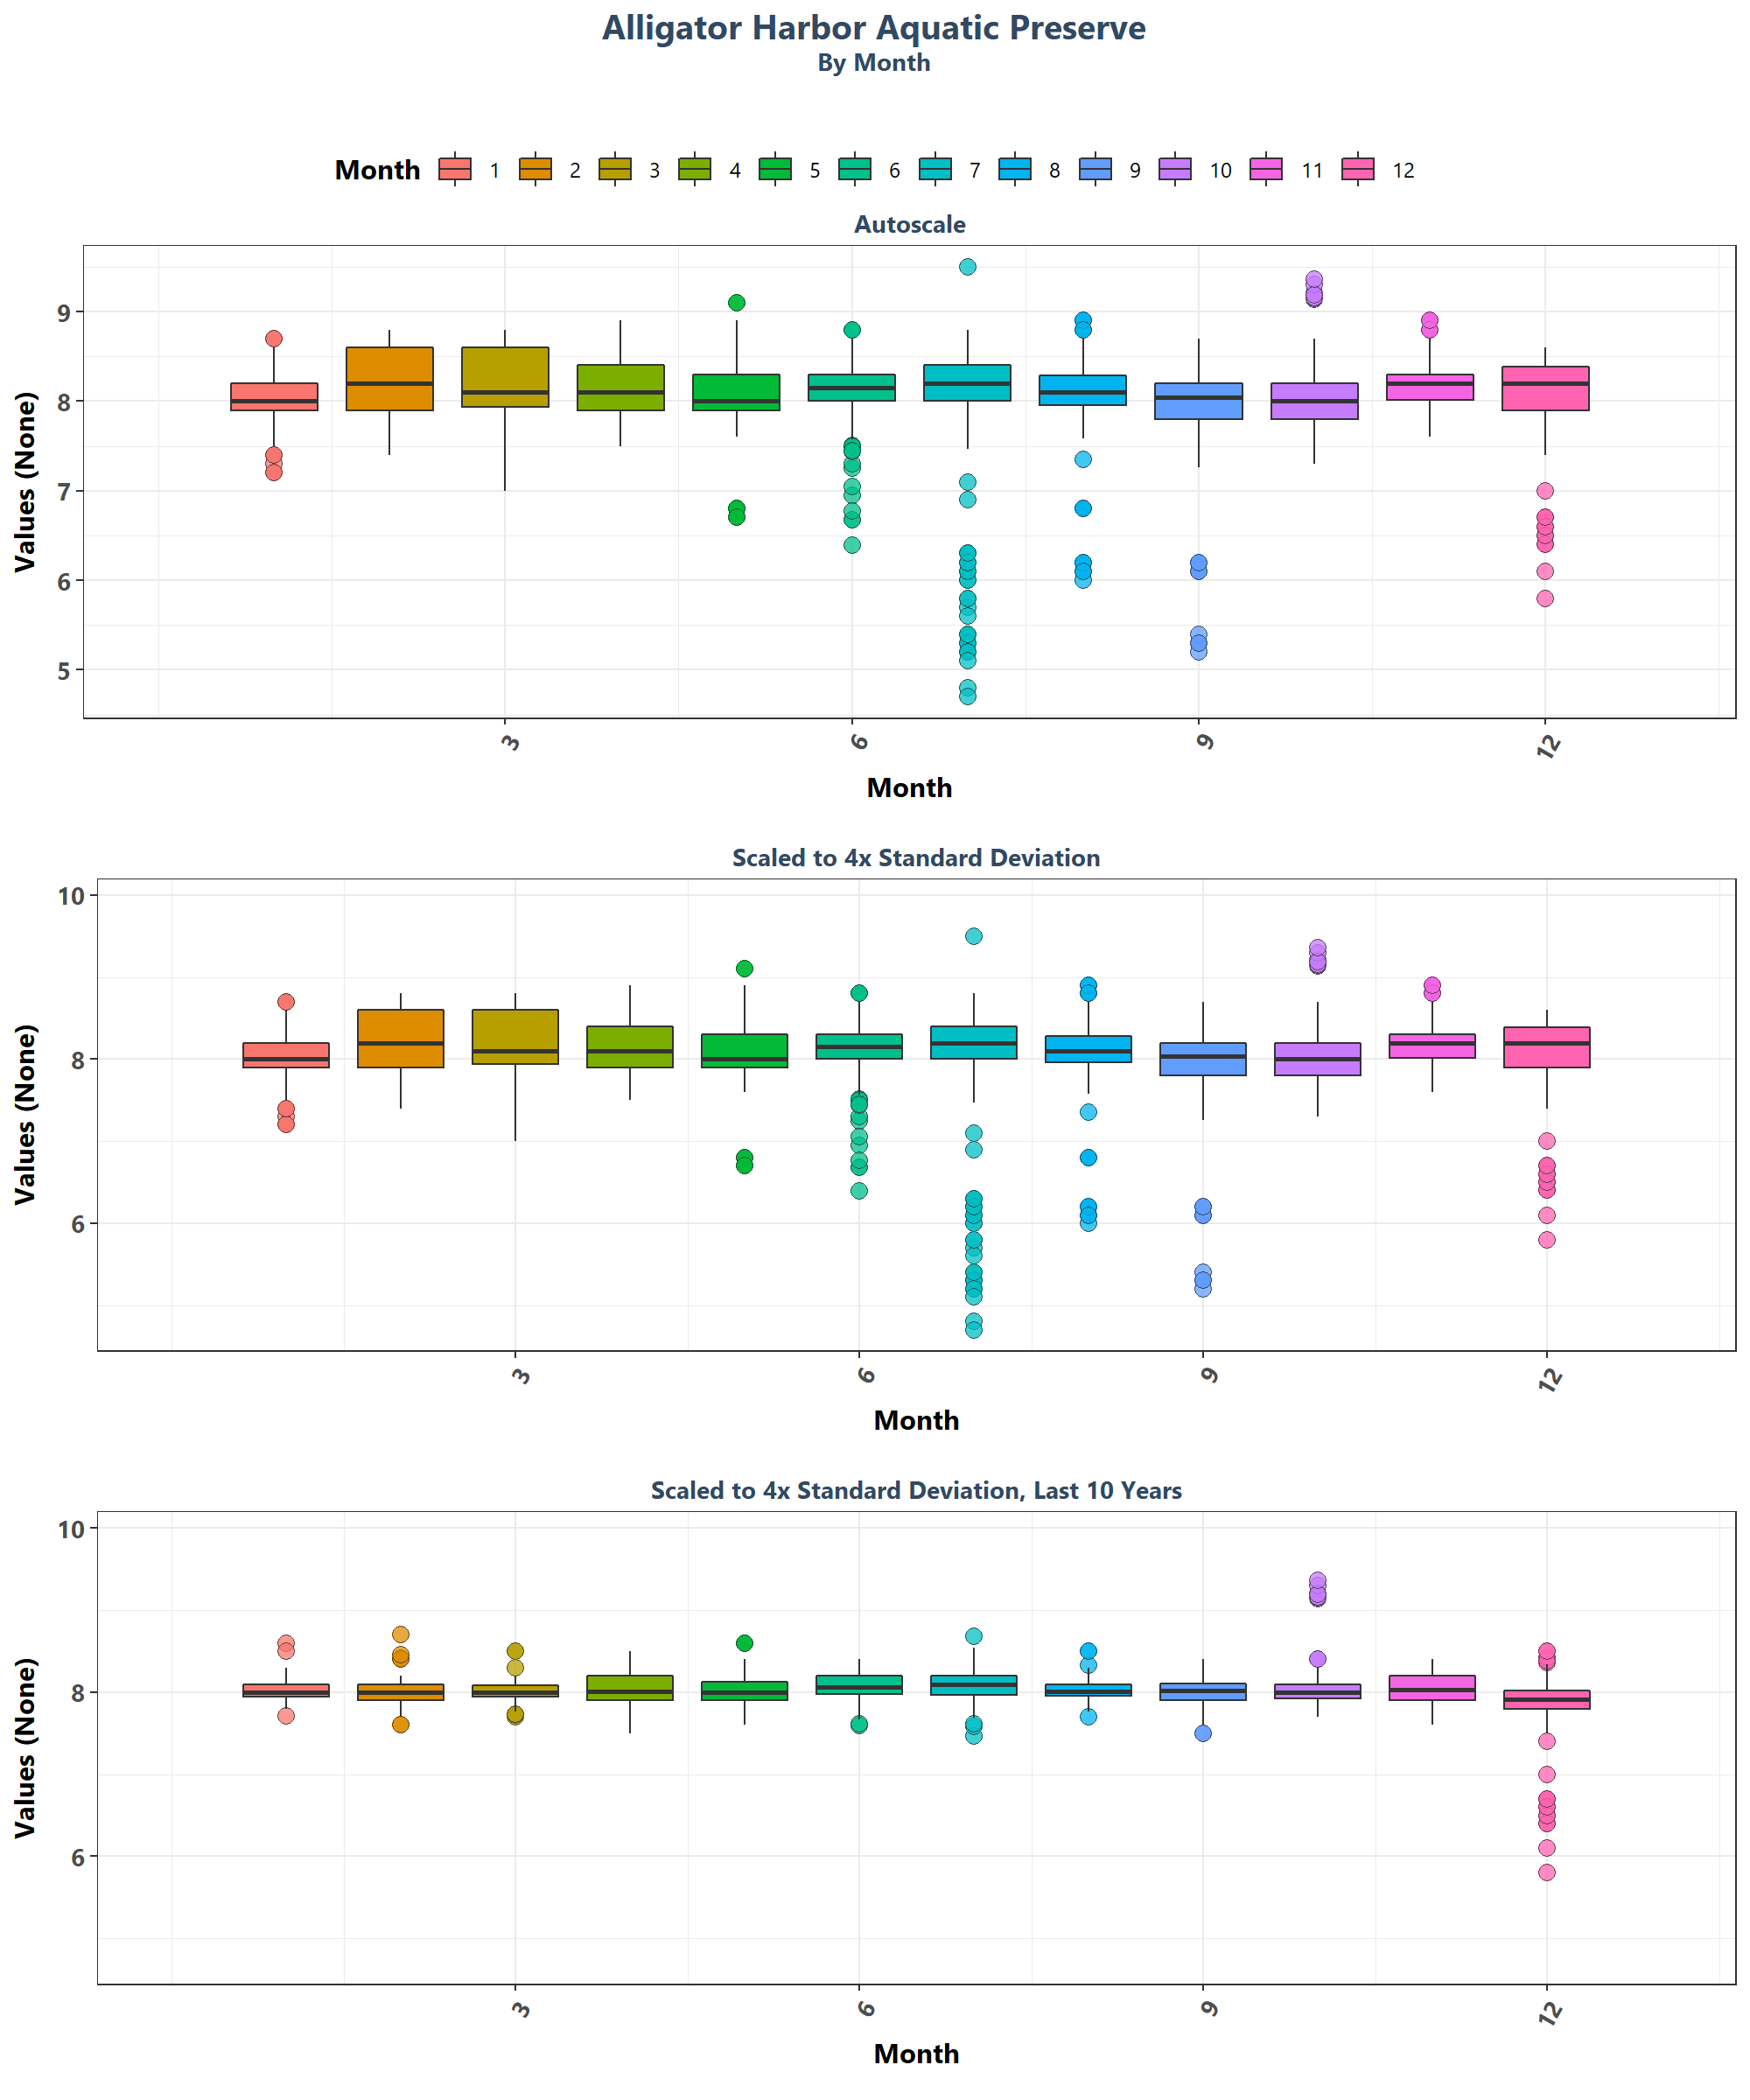 Alligator Harbor Aquatic Preserve
By Month
Month 1 2 3 4 5 6 7 8 9 10 11 12
Autoscale
Values (None)
9
8
7
6
5
3 6 9 12
Month
Scaled to 4x Standard Deviation
Values (None)
10
8
6
3 6 9 12
Month
Scaled to 4x Standard Deviation, Last 10 Years
Values (None)
10
8
6
3 6 9 12
Month